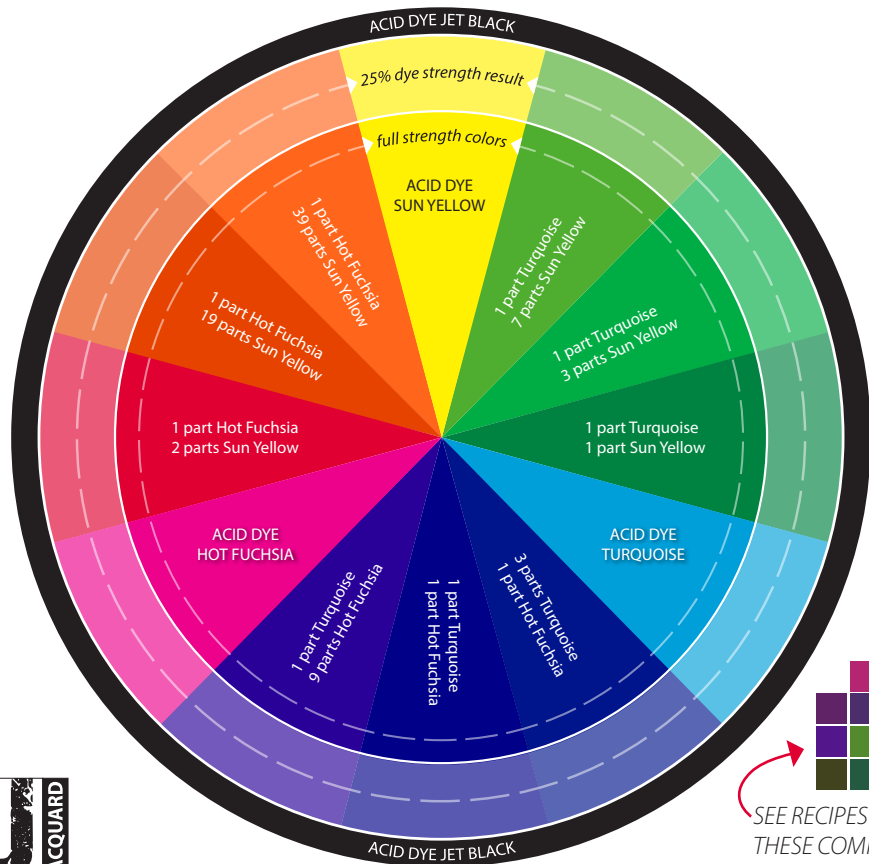 ACID DYE JET BLACK
25% dye strength result
full strength colors
ACID DYE
SUN YELLOW
1 part Turquoise
7 parts Sun Yellow
1 part Turquoise
3 parts Sun Yellow
1 part Turquoise
1 part Sun Yellow
ACID DYE
TURQUOISE
3 parts Turquoise
1 part Hot Fuchsia
1 part Turquoise
1 part Hot Fuchsia
1 part Turquoise
9 parts Hot Fuchsia
ACID DYE
HOT FUCHSIA
1 part Hot Fuchsia
2 parts Sun Yellow
1 part Hot Fuchsia
19 parts Sun Yellow
1 part Hot Fuchsia
39 parts Sun Yellow
ACID DYE JET BLACK
SEE RECIPES
THESE